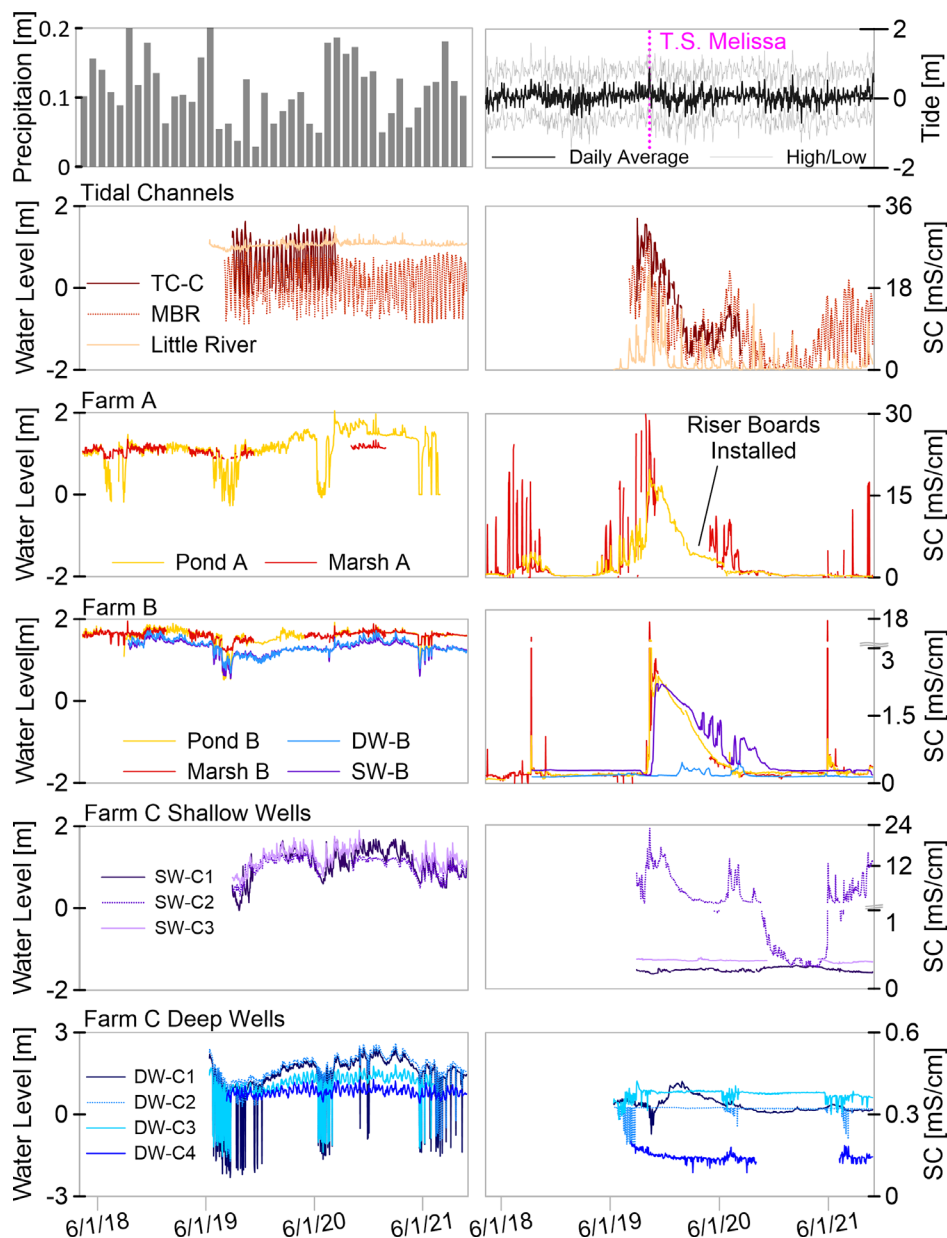 Precipitaion [m]
0.2
0.1
0
T.S. Melissa
Daily Average
High/Low
2
0
-2
Tide [m]
Tidal Channels
Water Level [m]
2
0
-2
TC-C
MBR
Little River
36
18
0
SC [mS/cm]
Farm A
Water Level [m]
2
0
-2
Pond A
Marsh A
Riser Boards
Installed
30
15
0
SC [mS/cm]
Farm B
Water Level[m]
2
0
-2
Pond B
DW-B
Marsh B
SW-B
18
3
1.5
0
SC [mS/cm]
Farm C Shallow Wells
Water Level [m]
2
0
-2
SW-C1
SW-C2
SW-C3
24
12
1
0
SC [mS/cm]
Farm C Deep Wells
Water Level [m]
3
0
-3
DW-C1
DW-C2
DW-C3
DW-C4
0.6
0.3
0
SC [mS/cm]
6/1/18
6/1/19
6/1/20
6/1/21
6/1/18
6/1/19
6/1/20
6/1/21